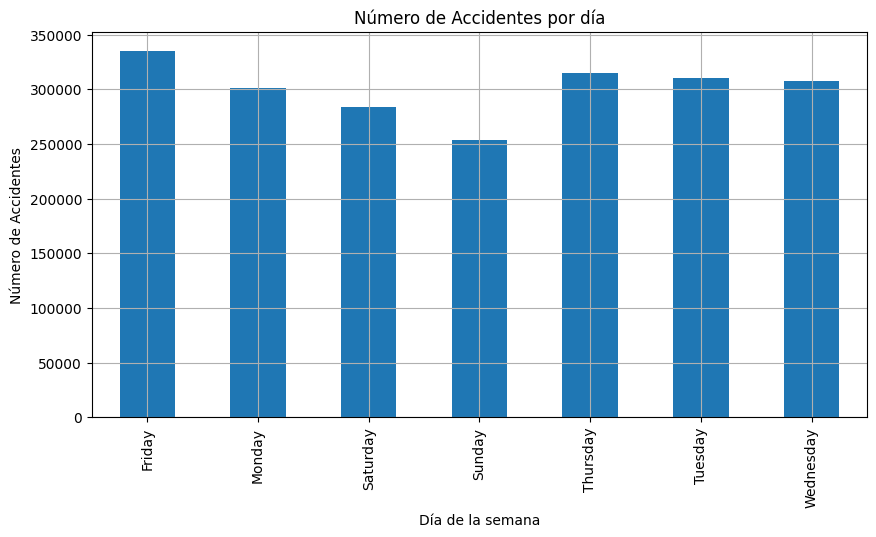 Número de Accidentes por día
Número de Accidentes
350000
300000
250000
200000
150000
100000
50000
0
Friday
Monday
Saturday
Sunday
Thursday
Tuesday
Wednesday
Día de la semana